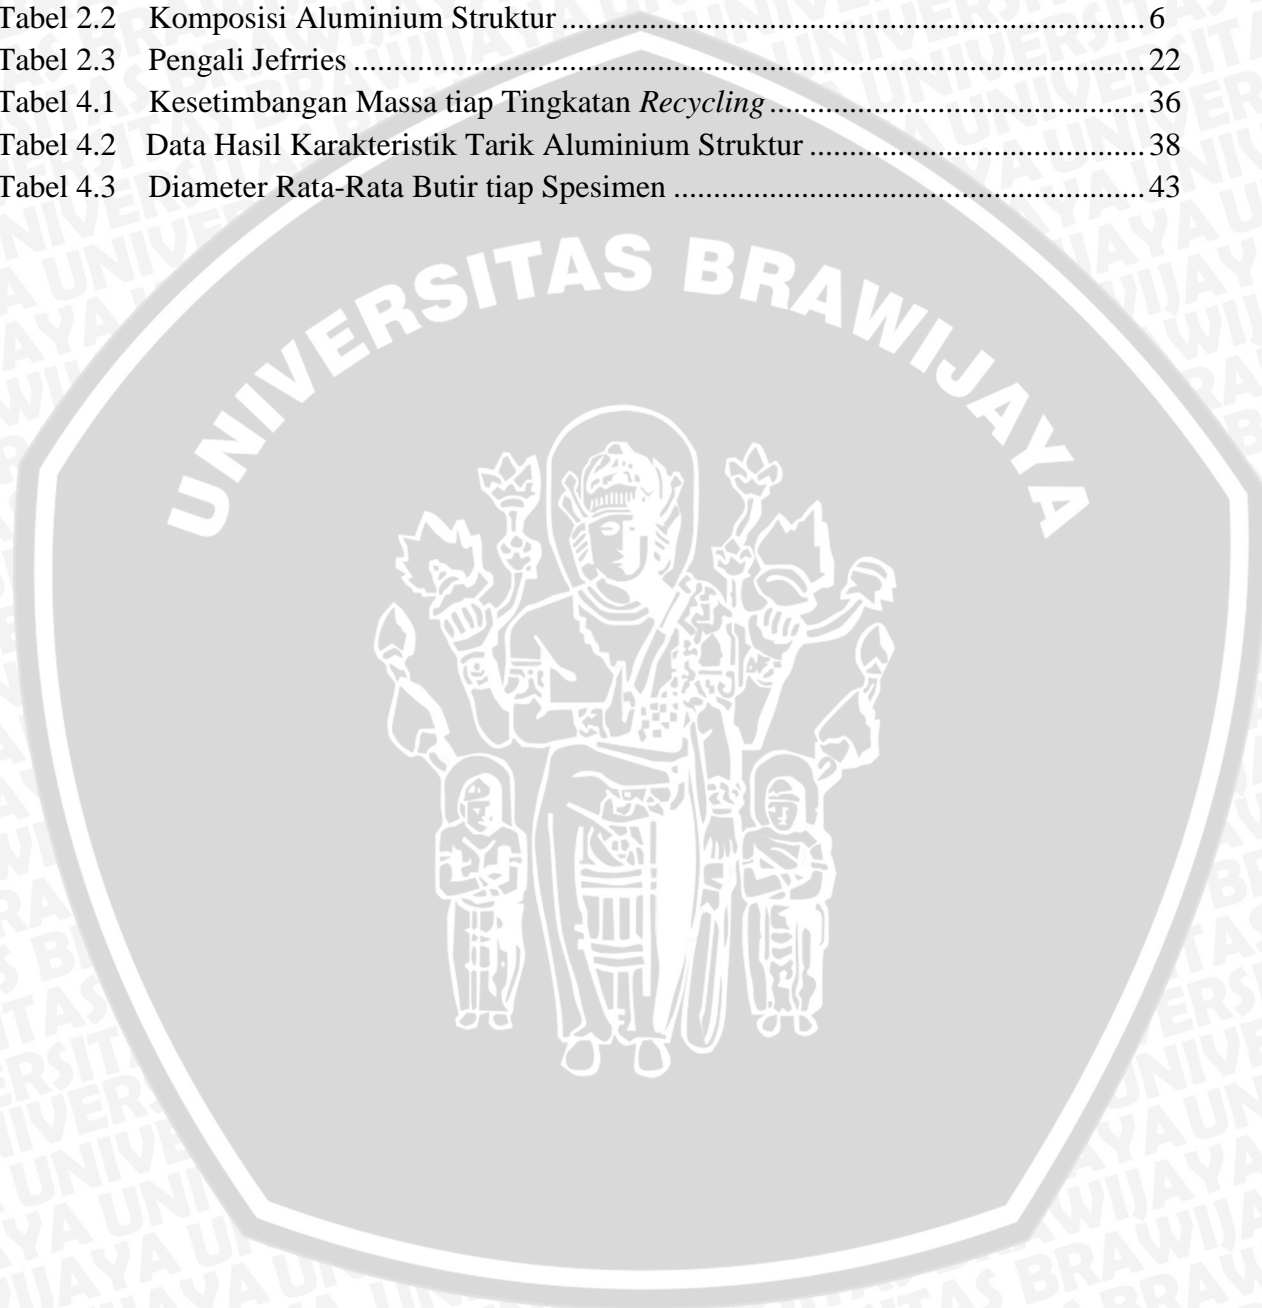 Tabel 2.2 Komposisi Aluminium Struktur ........................................................................ 6
Tabel 2.3 Pengali Jefrries ................................................................................................. 22
Tabel 4.1 Kesetimbangan Massa tiap Tingkatan Recycling .............................................. 36
Tabel 4.2 Data Hasil Karakteristik Tarik Aluminium Struktur ......................................... 38
Tabel 4.3 Diameter Rata-Rata Butir tiap Spesimen .......................................................... 43
UNIVERSITAS BRAWIJAYA